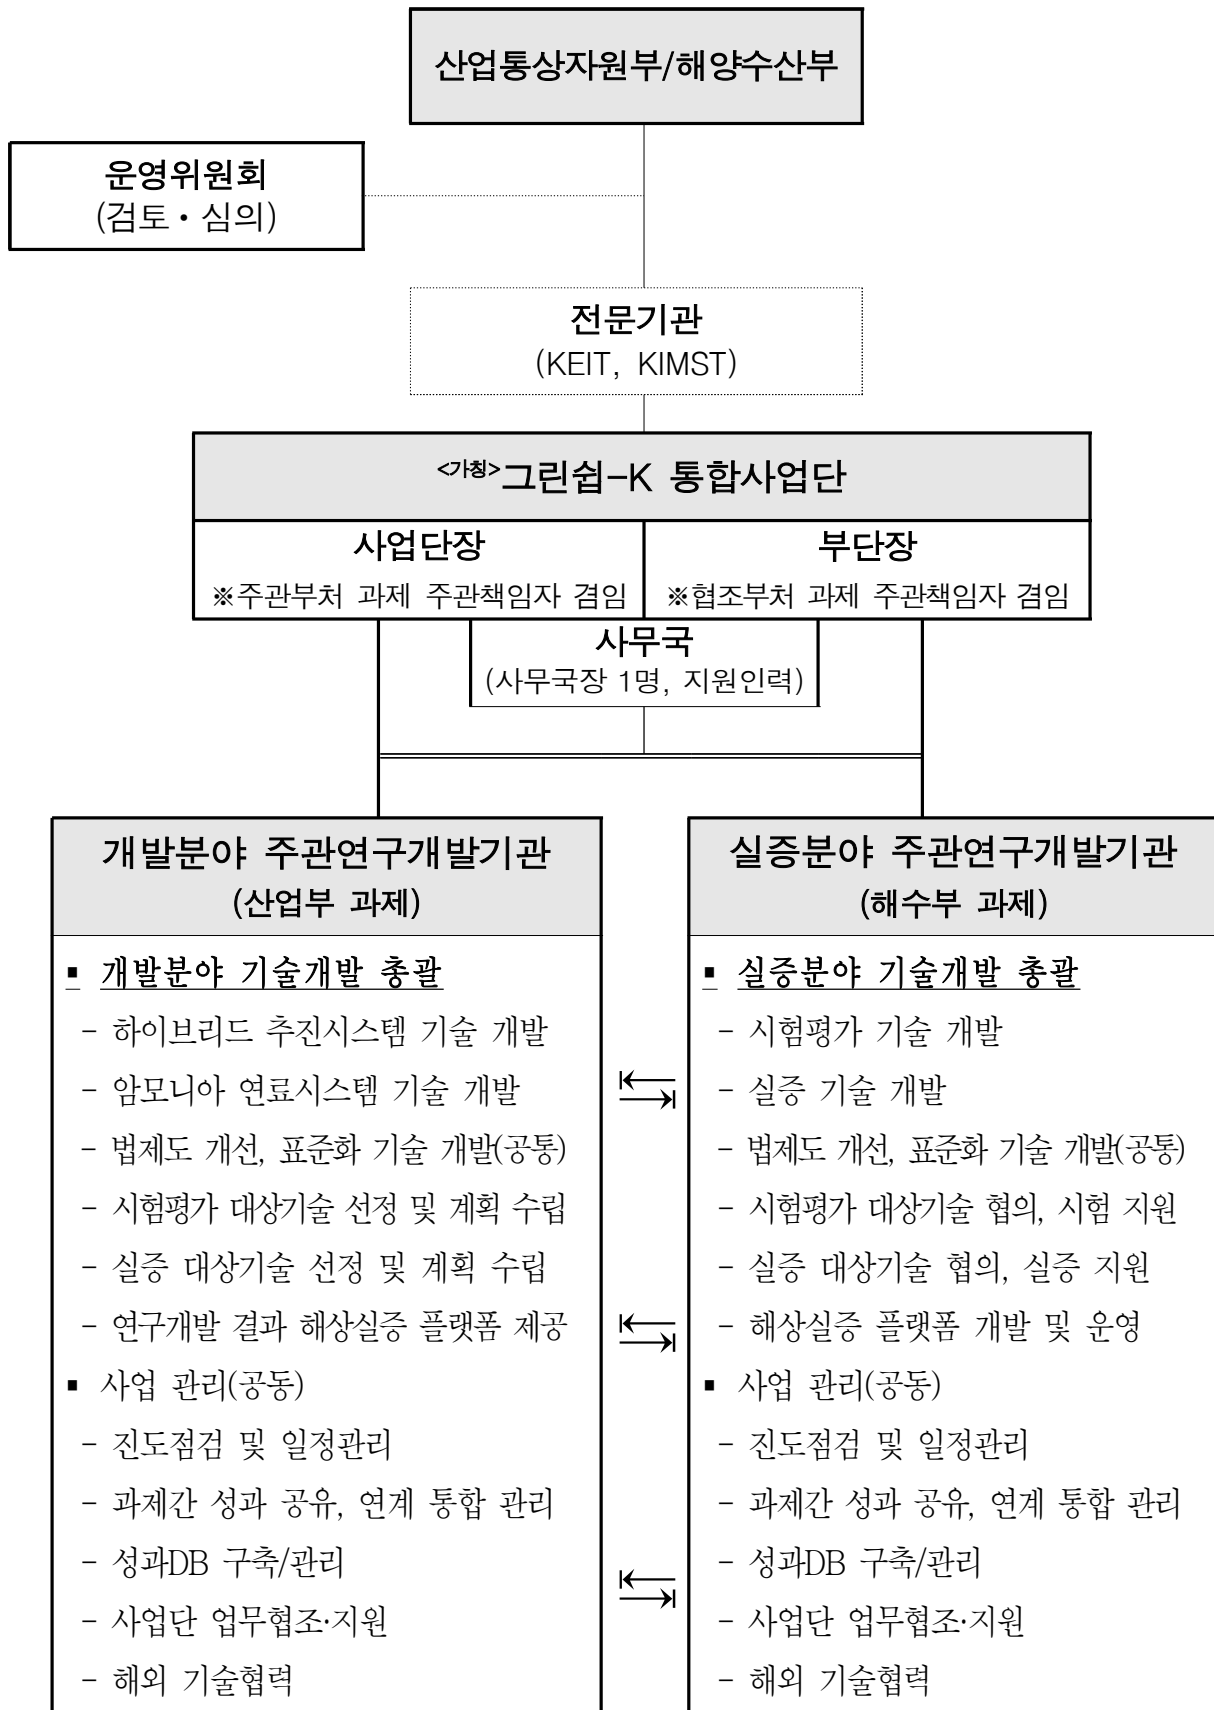 산업통상자원부/해양수산부
운영위원회
(검토·심의)
전문기관
(KEIT, KIMST)
<가칭>그린쉽-K 통합사업단
사업단장
※주관부처 과제 주관책임자 겸임
부단장
※협조부처 과제 주관책임자 겸임
사무국
(사무국장 1명, 지원인력)
개발분야 주관연구개발기관
(산업부 과제)
▪ 개발분야 기술개발 총괄
- 하이브리드 추진시스템 기술 개발
- 암모니아 연료시스템 기술 개발
- 법제도 개선, 표준화 기술 개발(공통)
- 시험평가 대상기술 선정 및 계획 수립
- 실증 대상기술 선정 및 계획 수립
- 연구개발 결과 해상실증 플랫폼 제공
▪ 사업 관리(공동)
- 진도점검 및 일정관리
- 과제간 성과 공유, 연계 통합 관리
- 성과DB 구축/관리
- 사업단 업무협조·지원
- 해외 기술협력
실증분야 주관연구개발기관
(해수부 과제)
▪ 실증분야 기술개발 총괄
- 시험평가 기술 개발
- 실증 기술 개발
- 법제도 개선, 표준화 기술 개발(공통)
- 시험평가 대상기술 협의, 시험 지원
- 실증 대상기술 협의, 실증 지원
- 해상실증 플랫폼 개발 및 운영
▪ 사업 관리(공동)
- 진도점검 및 일정관리
- 과제간 성과 공유, 연계 통합 관리
- 성과DB 구축/관리
- 사업단 업무협조·지원
- 해외 기술협력